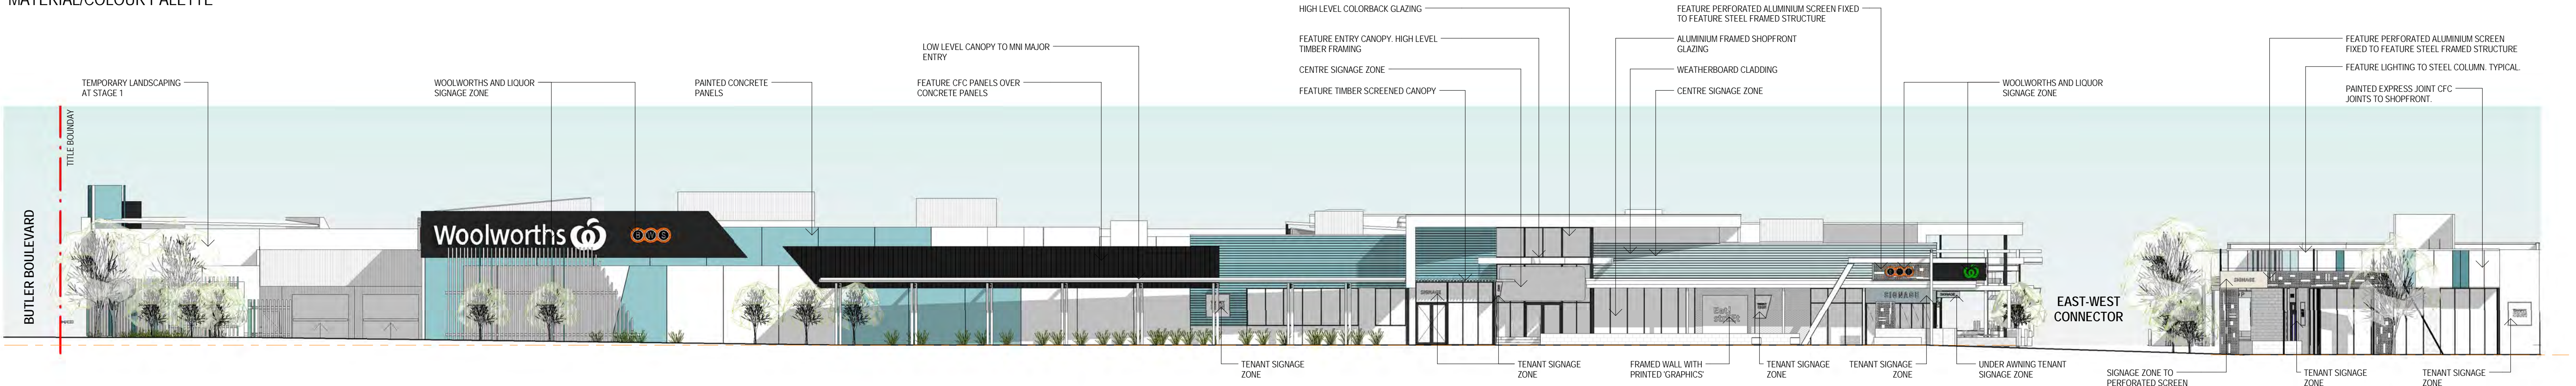 MATERIAL/COLOUR PALETTE
HIGH LEVEL COLORBACK GLAZING
FEATURE PERFORATED ALUMINIUM SCREEN FIXED
TO FEATURE STEEL FRAMED STRUCTURE
LOW LEVEL CANOPY TO MNI MAJOR
ENTRY
FEATURE ENTRY CANOPY. HIGH LEVEL
TIMBER FRAMING
ALUMINIUM FRAMED SHOPFRONT
GLAZING
FEATURE PERFORATED ALUMINIUM SCREEN
FIXED TO FEATURE STEEL FRAMED STRUCTURE
CENTRE SIGNAGE ZONE
WEATHERBOARD CLADDING
FEATURE LIGHTING TO STEEL COLUMN. TYPICAL.
TEMPORARY LANDSCAPING
AT STAGE 1
WOOLWORTHS AND LIQUOR
SIGNAGE ZONE
PAINTED CONCRETE
PANELS
FEATURE CFC PANELS OVER
CONCRETE PANELS
FEATURE TIMBER SCREENED CANOPY
CENTRE SIGNAGE ZONE
WOOLWORTHS AND LIQUOR
SIGNAGE ZONE
PAINTED EXPRESS JOINT CFC
JOINTS TO SHOPFRONT.
TITLE BOUNDAY
BUTLER BOULEVARD
Woolworths
BWS
SIGNAGE
Eat
street
SIGNAGE
EAST-WEST
CONNECTOR
SIGNAGE
TENANT SIGNAGE
ZONE
TENANT SIGNAGE
ZONE
FRAMED WALL WITH
PRINTED 'GRAPHICS'
TENANT SIGNAGE
ZONE
TENANT SIGNAGE
ZONE
UNDER AWNING TENANT
SIGNAGE ZONE
SIGNAGE ZONE TO
PERFORATED SCREEN
TENANT SIGNAGE
ZONE
TENANT SIGNAGE
ZONE